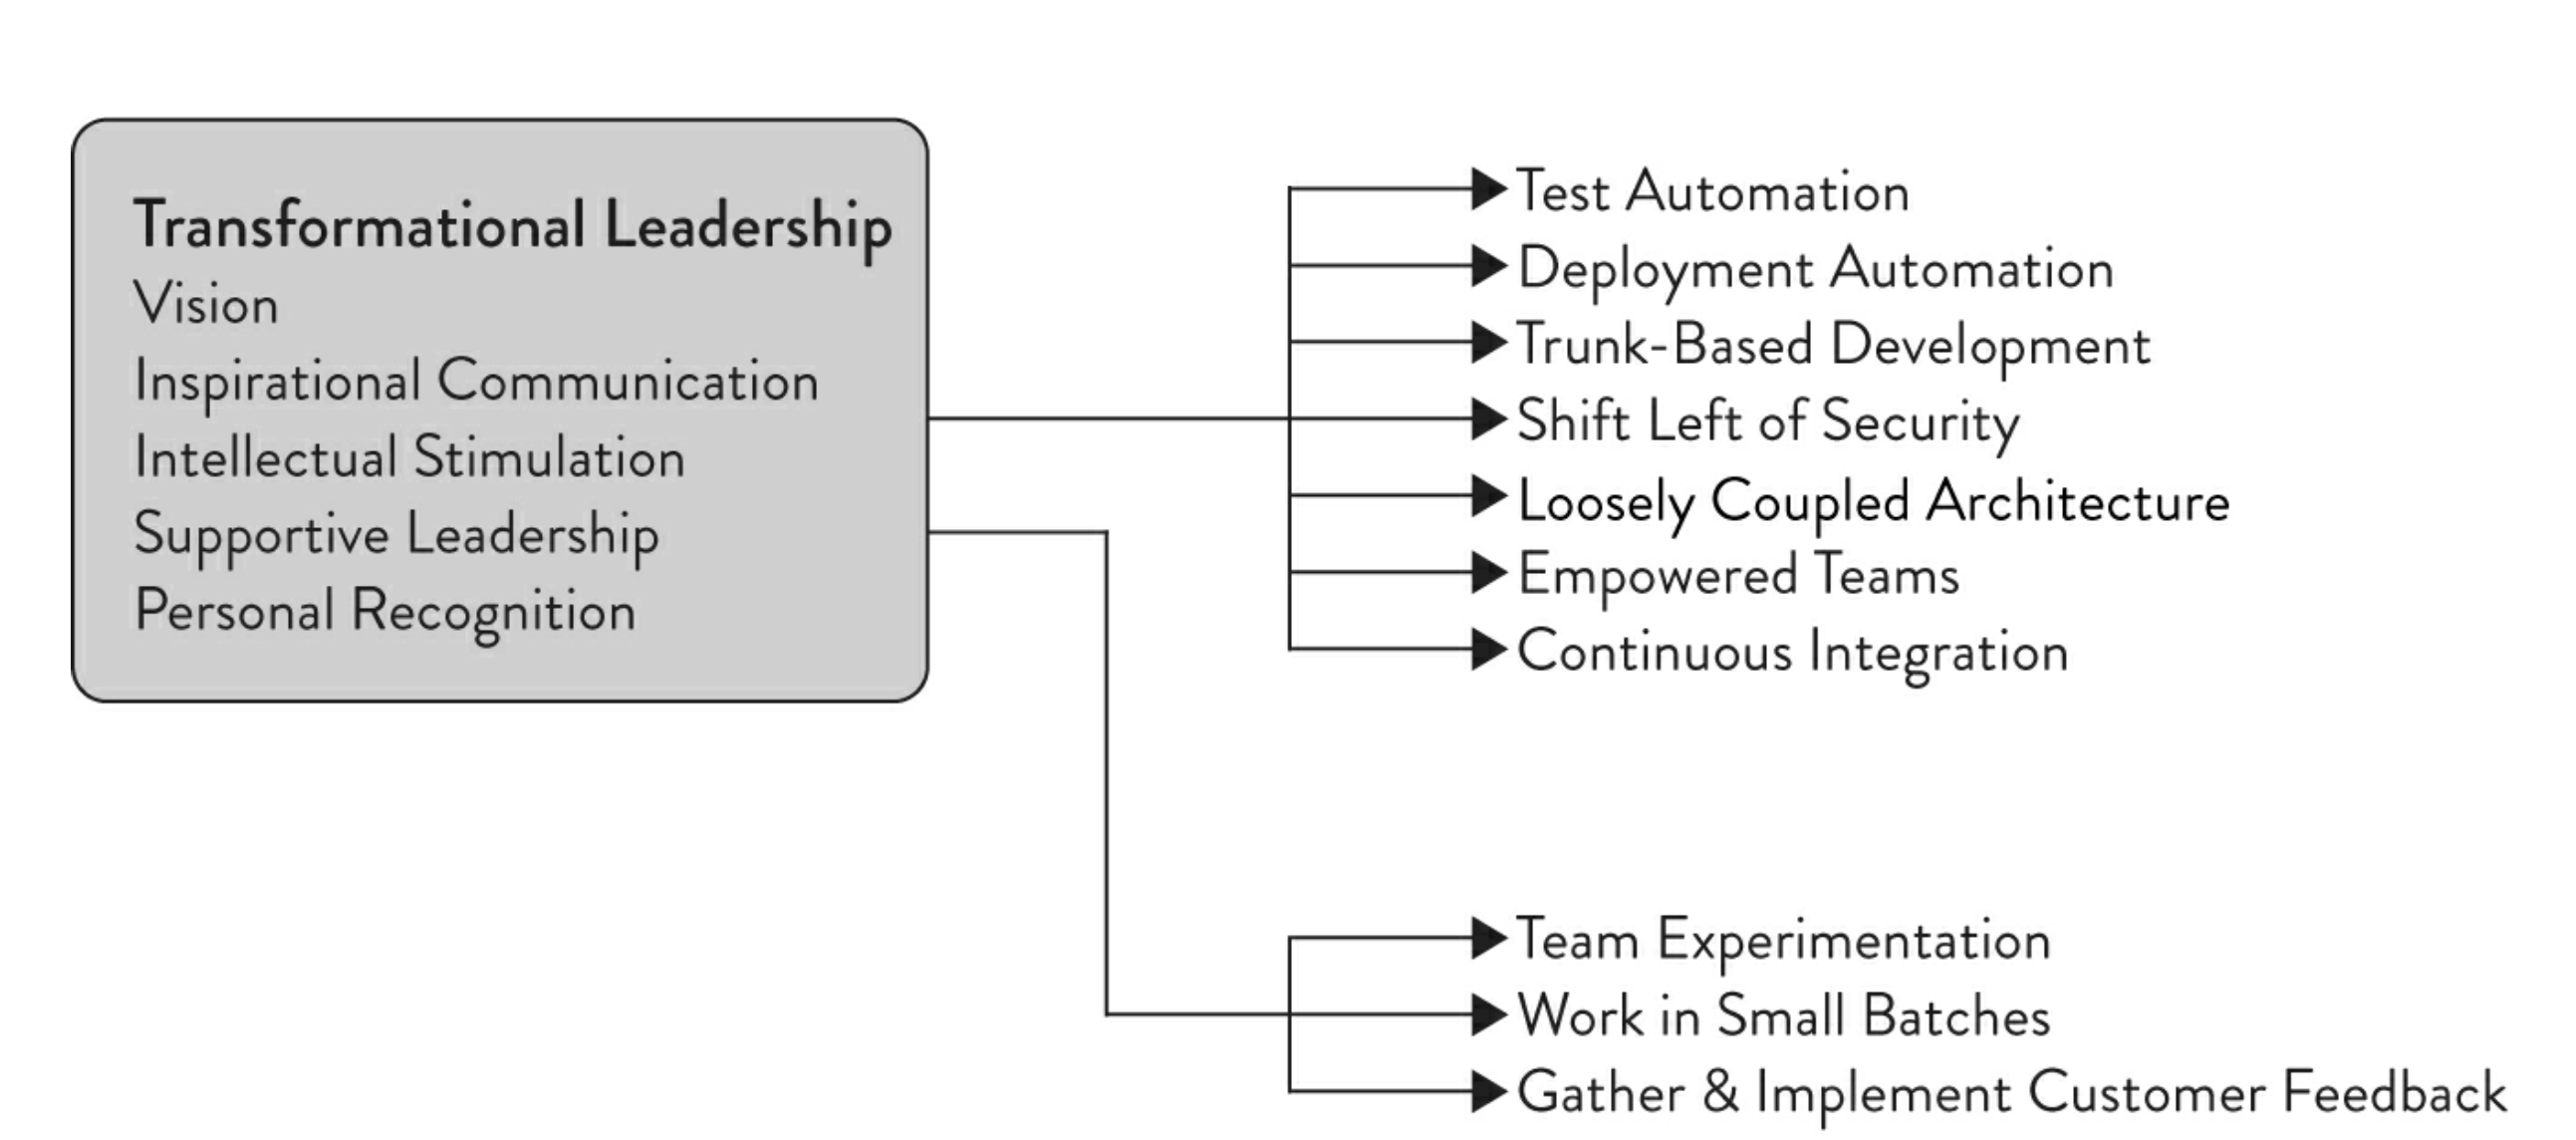 Transformational Leadership
Vision
Inspirational Communication
Intellectual Stimulation
Supportive Leadership
Personal Recognition
Test Automation
Deployment Automation
Trunk-Based Development
Shift Left of Security
Loosely Coupled Architecture
Empowered Teams
Continuous Integration
Team Experimentation
Work in Small Batches
Gather & Implement Customer Feedback